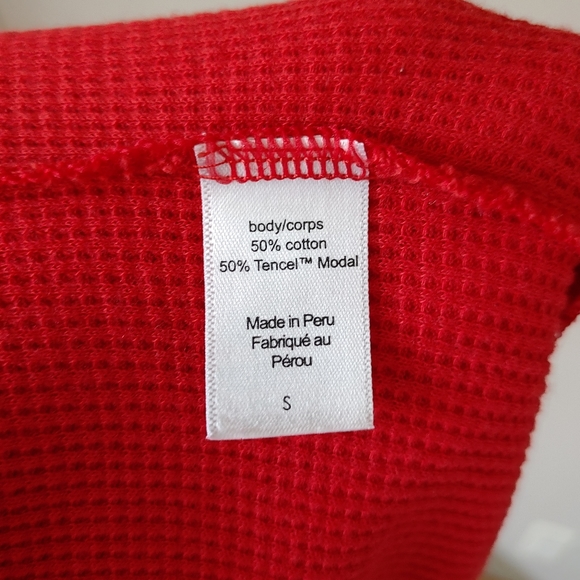 body/corps
50% cotton
50% Tencel™ Modal
Made in Peru
Fabriqué au
Pérou
S